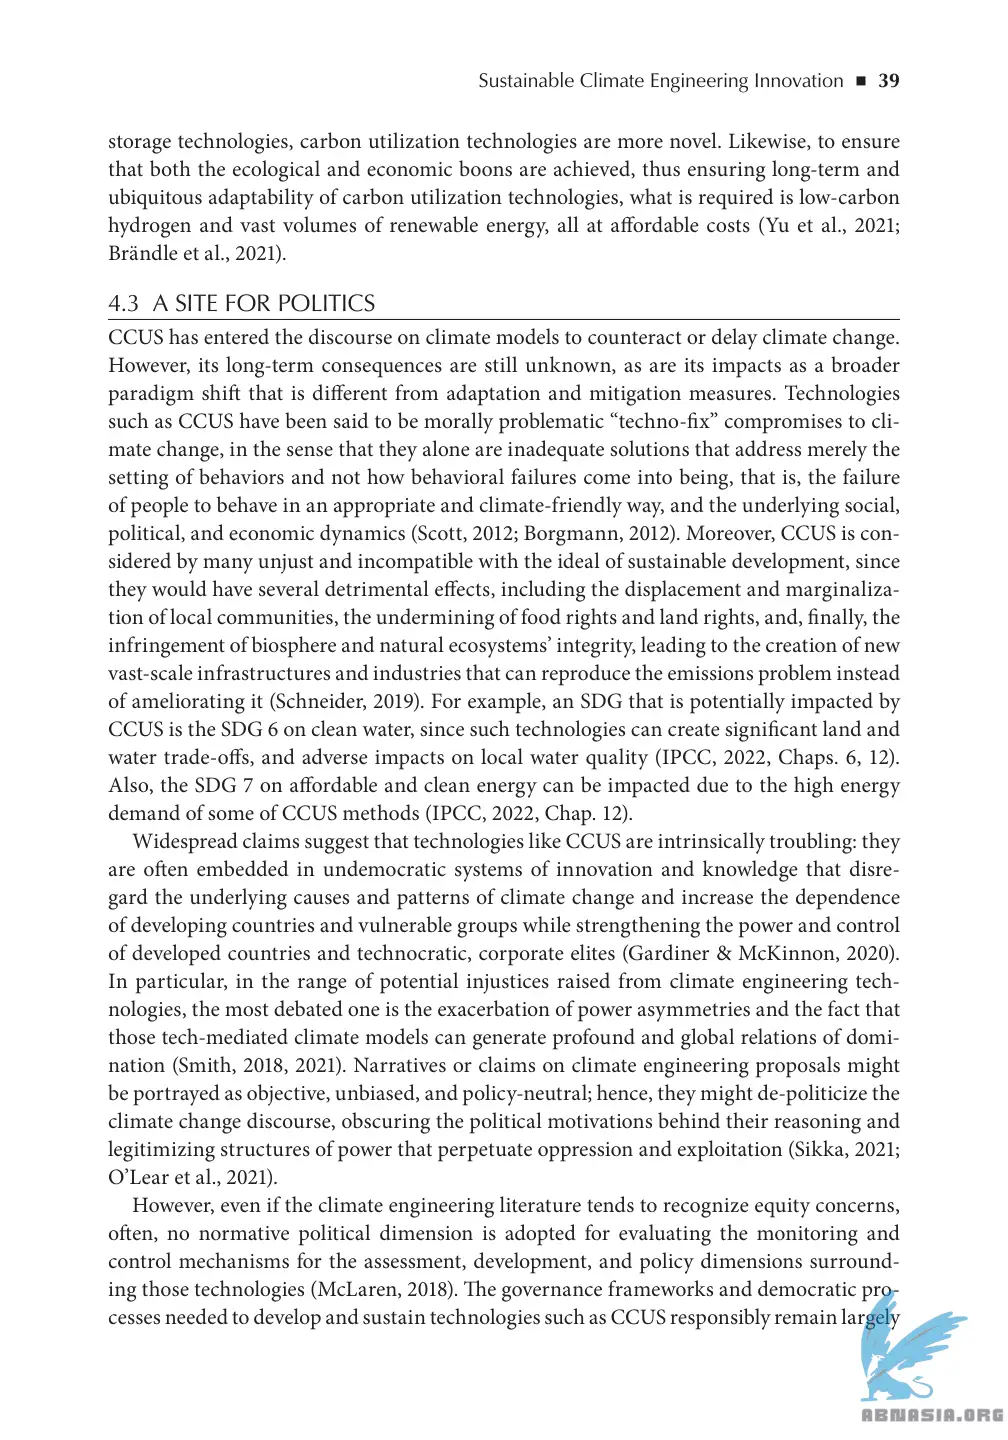 Sustainable Climate Engineering Innovation ■ 39
storage technologies, carbon utilization technologies are more novel. Likewise, to ensure
that both the ecological and economic boons are achieved, thus ensuring long-term and
ubiquitous adaptability of carbon utilization technologies, what is required is low-carbon
hydrogen and vast volumes of renewable energy, all at affordable costs (Yu et al., 2021;
Brändle et al., 2021).
4.3 A SITE FOR POLITICS
CCUS has entered the discourse on climate models to counteract or delay climate change.
However, its long-term consequences are still unknown, as are its impacts as a broader
paradigm shift that is different from adaptation and mitigation measures. Technologies
such as CCUS have been said to be morally problematic “techno-fix” compromises to cli-
mate change, in the sense that they alone are inadequate solutions that address merely the
setting of behaviors and not how behavioral failures come into being, that is, the failure
of people to behave in an appropriate and climate-friendly way, and the underlying social,
political, and economic dynamics (Scott, 2012; Borgmann, 2012). Moreover, CCUS is con-
sidered by many unjust and incompatible with the ideal of sustainable development, since
they would have several detrimental effects, including the displacement and marginaliza-
tion of local communities, the undermining of food rights and land rights, and, finally, the
infringement of biosphere and natural ecosystems’ integrity, leading to the creation of new
vast-scale infrastructures and industries that can reproduce the emissions problem instead
of ameliorating it (Schneider, 2019). For example, an SDG that is potentially impacted by
CCUS is the SDG 6 on clean water, since such technologies can create significant land and
water trade-offs, and adverse impacts on local water quality (IPCC, 2022, Chaps. 6, 12).
Also, the SDG 7 on affordable and clean energy can be impacted due to the high energy
demand of some of CCUS methods (IPCC, 2022, Chap. 12).
Widespread claims suggest that technologies like CCUS are intrinsically troubling: they
are often embedded in undemocratic systems of innovation and knowledge that disre-
gard the underlying causes and patterns of climate change and increase the dependence
of developing countries and vulnerable groups while strengthening the power and control
of developed countries and technocratic, corporate elites (Gardiner & McKinnon, 2020).
In particular, in the range of potential injustices raised from climate engineering tech-
nologies, the most debated one is the exacerbation of power asymmetries and the fact that
those tech-mediated climate models can generate profound and global relations of domi-
nation (Smith, 2018, 2021). Narratives or claims on climate engineering proposals might
be portrayed as objective, unbiased, and policy-neutral; hence, they might de-politicize the
climate change discourse, obscuring the political motivations behind their reasoning and
legitimizing structures of power that perpetuate oppression and exploitation (Sikka, 2021;
O’Lear et al., 2021).
However, even if the climate engineering literature tends to recognize equity concerns,
often, no normative political dimension is adopted for evaluating the monitoring and
control mechanisms for the assessment, development, and policy dimensions surround-
ing those technologies (McLaren, 2018). The governance frameworks and democratic pro-
cesses needed to develop and sustain technologies such as CCUS responsibly remain largely
ABNASIA.ORG